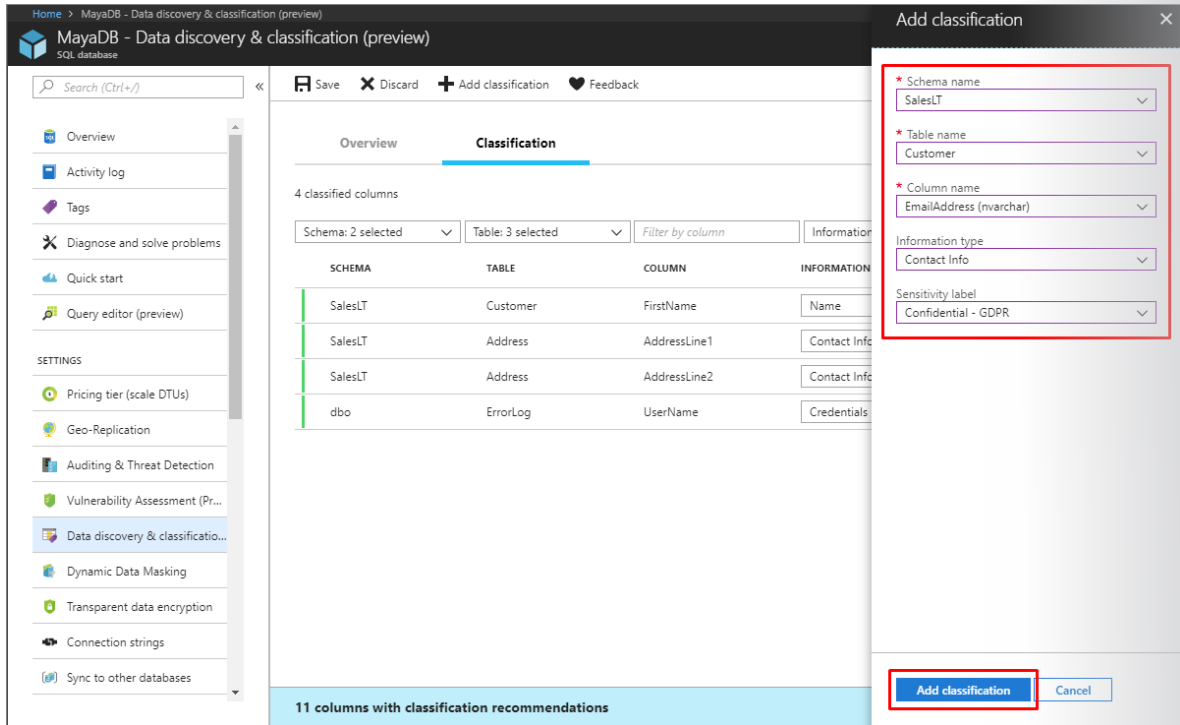 Home > MayaDB - Data discovery & classification (preview)
MayaDB - Data discovery & classification (preview)
SQL database
Search (Ctrl+/)
Overview
Activity log
Tags
Diagnose and solve problems
Quick start
Query editor (preview)
SETTINGS
Pricing tier (scale DTUs)
Geo-Replication
Auditing & Threat Detection
Vulnerability Assessment (Pr...
Data discovery & classificatio...
Dynamic Data Masking
Transparent data encryption
Connection strings
Sync to other databases
Save Discard Add classification Feedback
Overview Classification
4 classified columns
Schema: 2 selected Table: 3 selected Filter by column Information
SCHEMA TABLE COLUMN INFORMATION
SalesLT Customer FirstName Name
SalesLT Address AddressLine1 Contact Info
SalesLT Address AddressLine2 Contact Info
dbo ErrorLog UserName Credentials
11 columns with classification recommendations
Add classification
* Schema name
SalesLT
* Table name
Customer
* Column name
EmailAddress (nvarchar)
Information type
Contact Info
Sensitivity label
Confidential - GDPR
Add classification Cancel